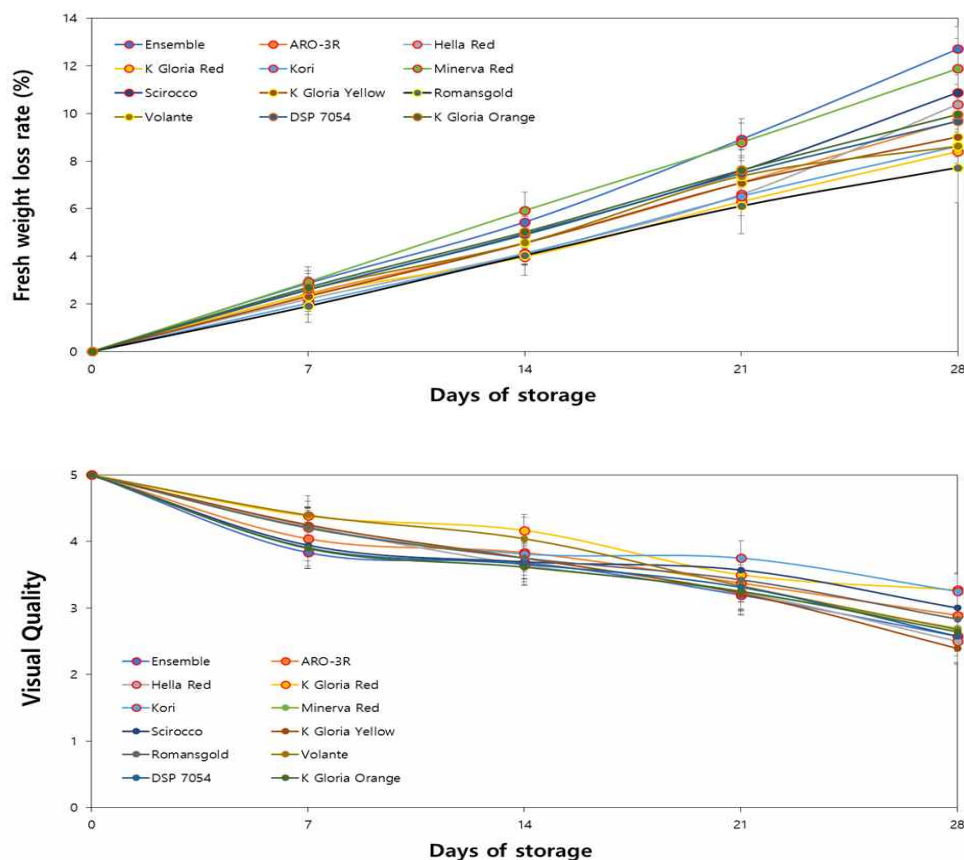 Fresh weight loss rate (%)
14
12
10
8
6
4
2
0
Ensemble ARO-3R Hella Red
K Gloria Red Kori Minerva Red
Scirocco K Gloria Yellow Romansgold
Volante DSP 7054 K Gloria Orange
0 7 14 21 28
Days of storage
Visual Quality
5
4
3
2
1
0
Ensemble ARO-3R
Hella Red K Gloria Red
Kori Minerva Red
Scirocco K Gloria Yellow
Romansgold Volante
DSP 7054 K Gloria Orange
0 7 14 21 28
Days of storage